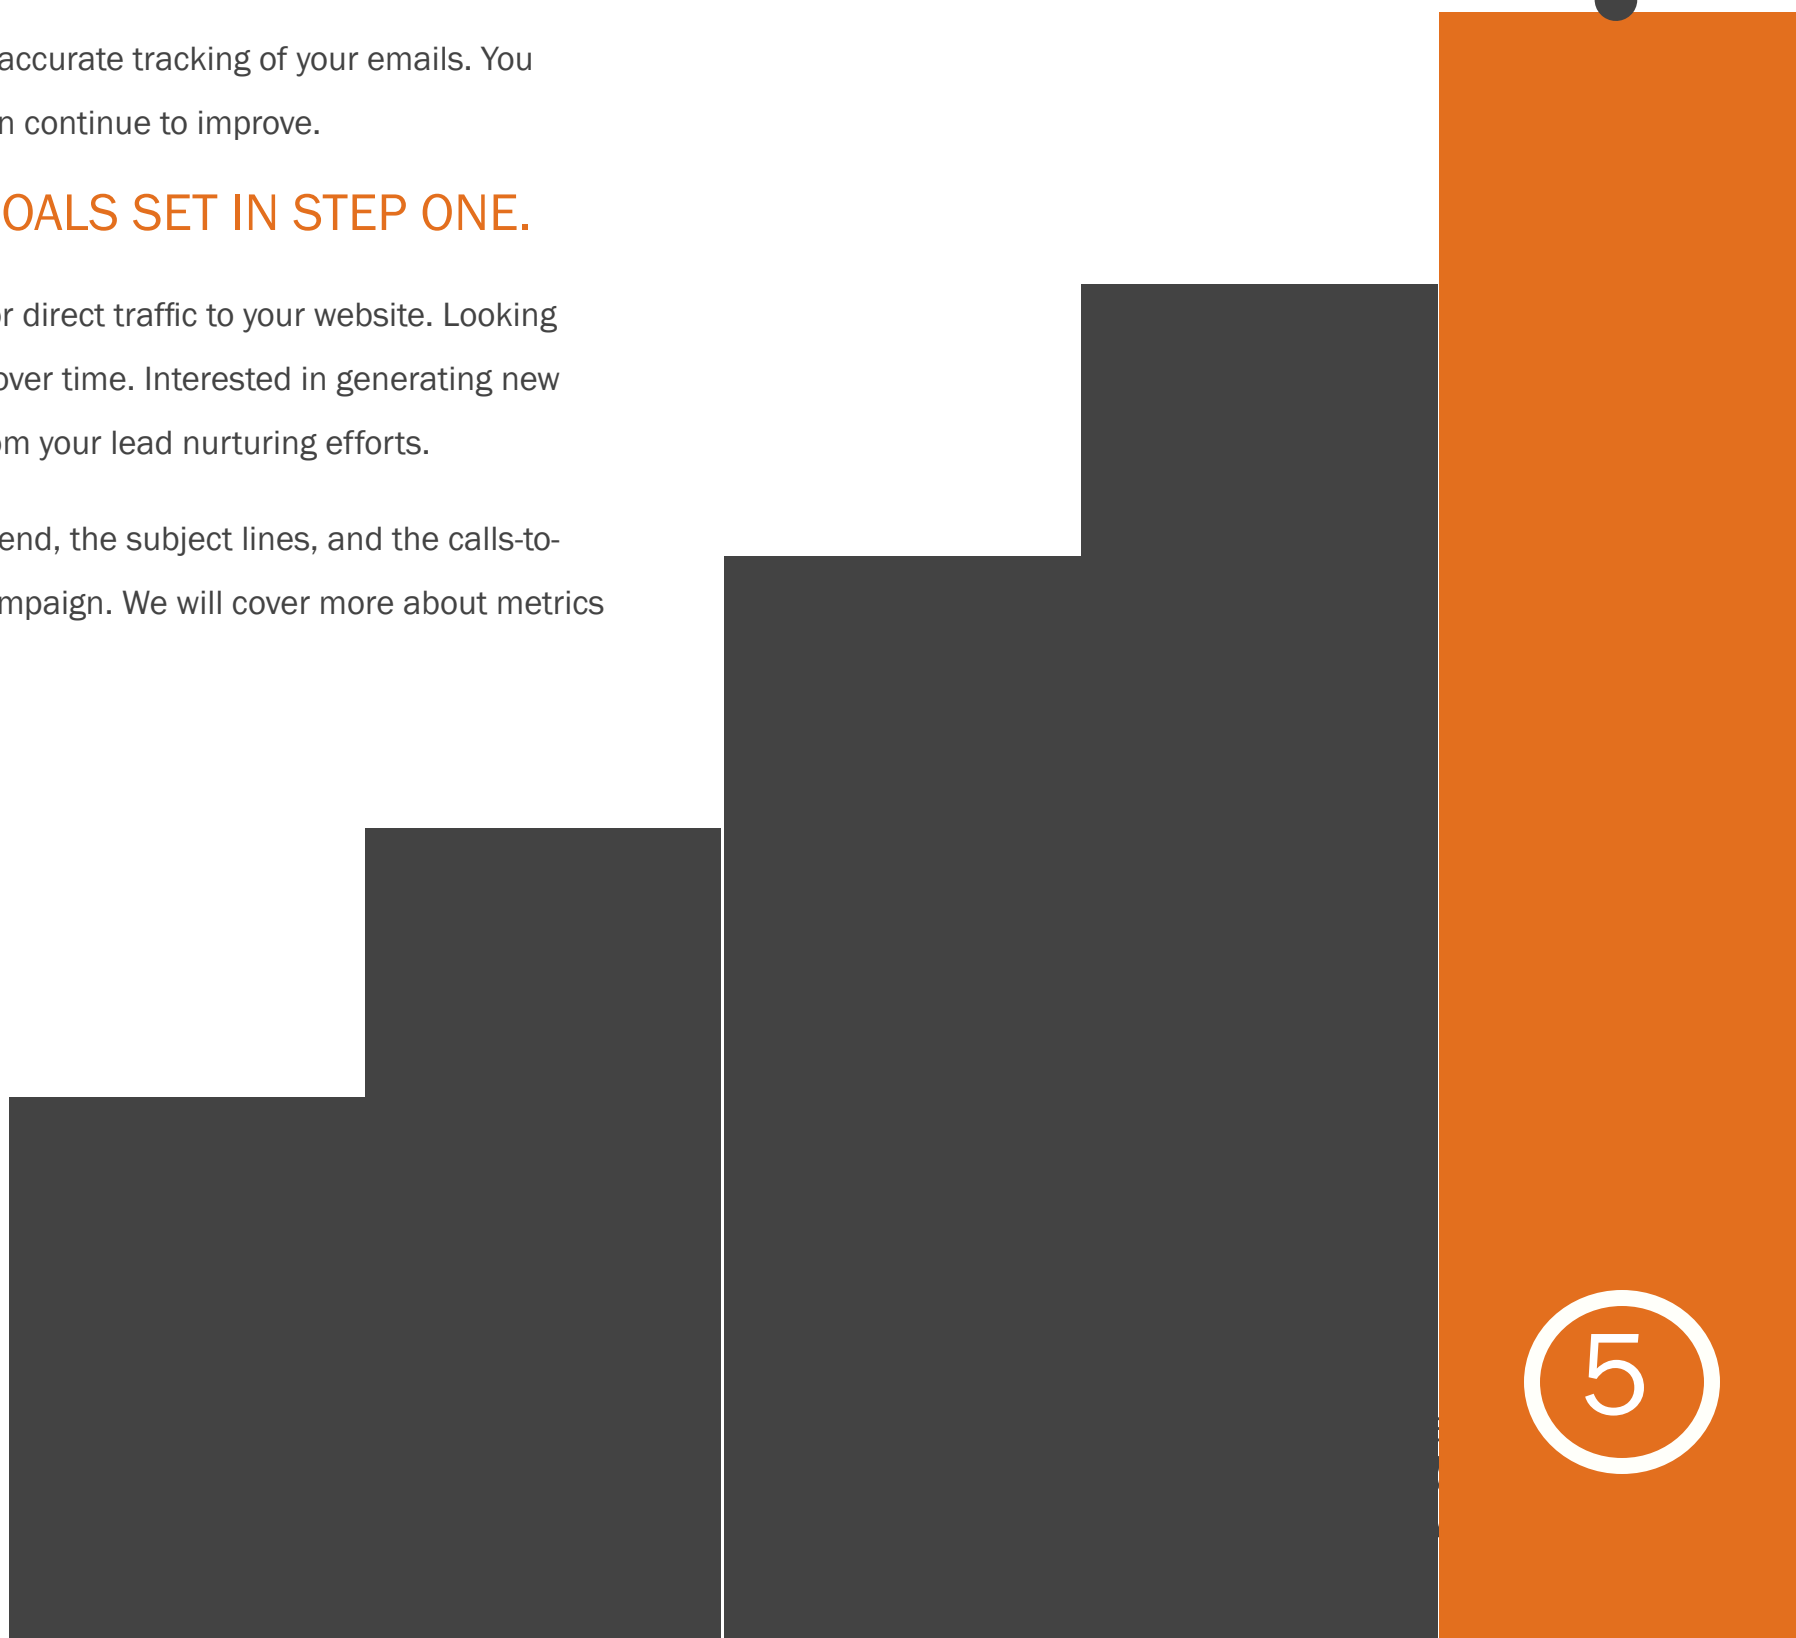 accurate tracking of your emails. You
n continue to improve.
OALS SET IN STEP ONE.
r direct traffic to your website. Looking
over time. Interested in generating new
om your lead nurturing efforts.
end, the subject lines, and the calls-to-
mpaign. We will cover more about metrics
5